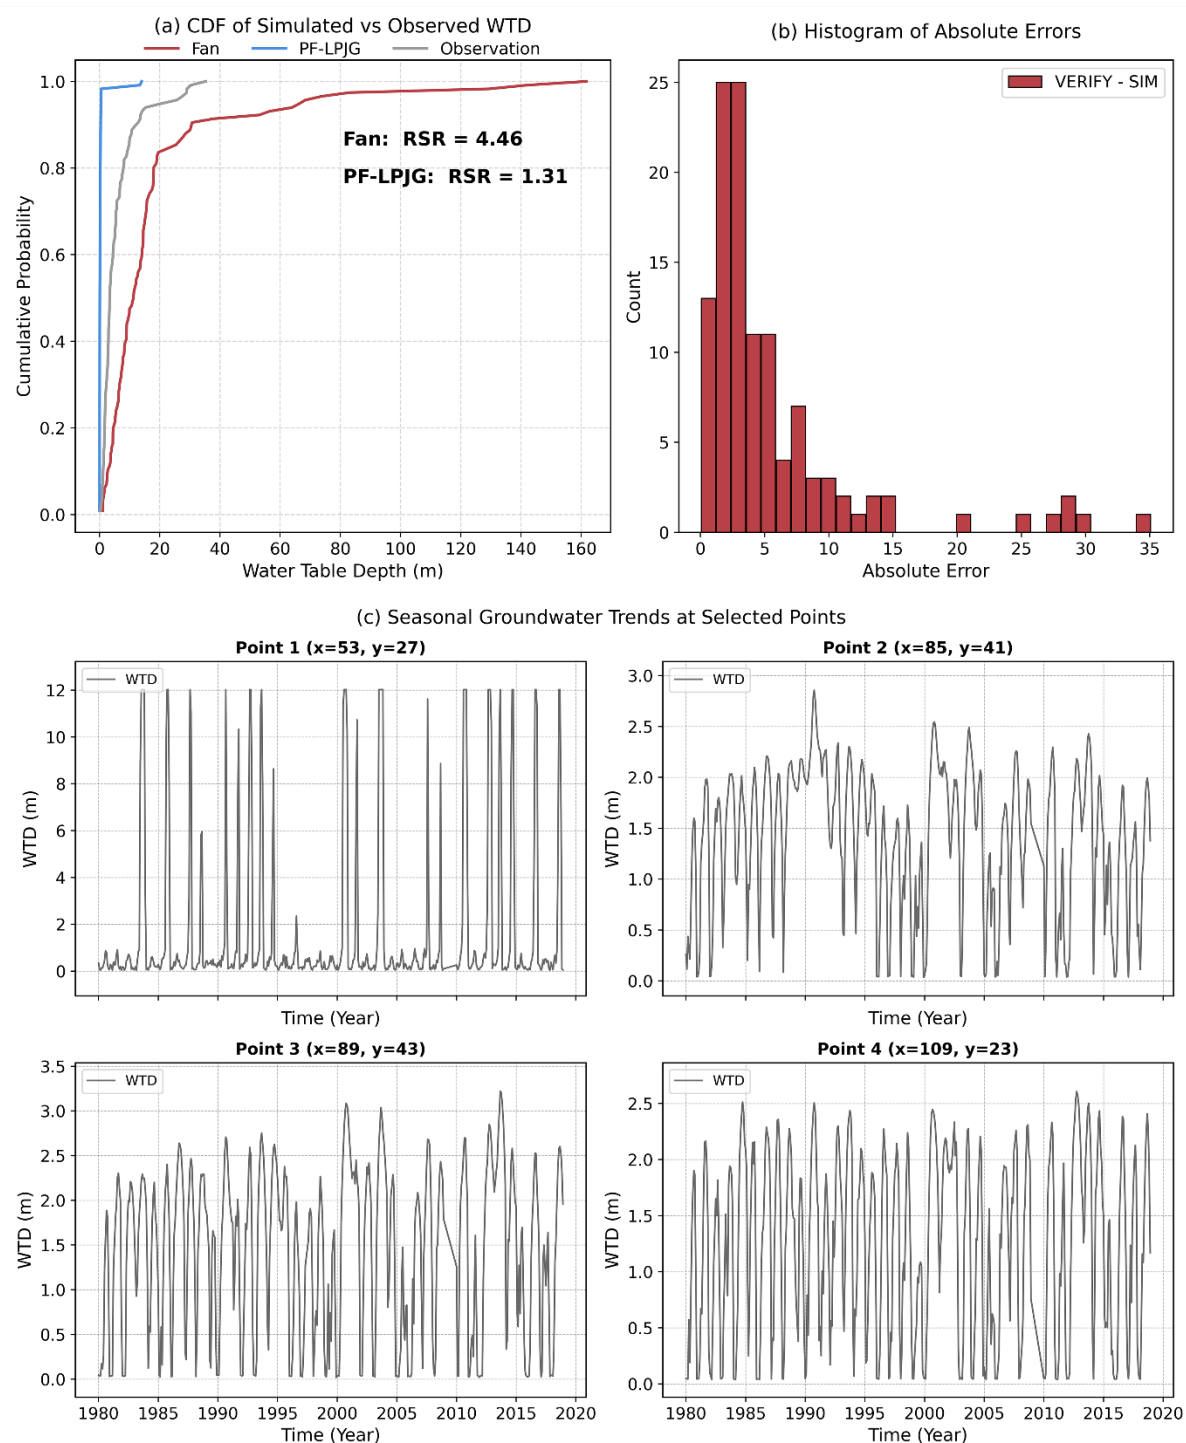 (a) CDF of Simulated vs Observed WTD
Fan PF-LPJG Observation
1.0
0.8
0.6
0.4
0.2
0.0
Cumulative Probability
Fan: RSR = 4.46
PF-LPJG: RSR = 1.31
0 20 40 60 80 100 120 140 160
Water Table Depth (m)
(b) Histogram of Absolute Errors
VERIFY - SIM
25
20
15
10
5
0
Count
0 5 10 15 20 25 30 35
Absolute Error
(c) Seasonal Groundwater Trends at Selected Points
Point 1 (x=53, y=27)
WTD
12
10
8
6
4
2
0
WTD (m)
Time (Year)
Point 2 (x=85, y=41)
WTD
3.0
2.5
2.0
1.5
1.0
0.5
0.0
WTD (m)
Time (Year)
Point 3 (x=89, y=43)
WTD
3.5
3.0
2.5
2.0
1.5
1.0
0.5
0.0
WTD (m)
1980 1985 1990 1995 2000 2005 2010 2015 2020
Time (Year)
Point 4 (x=109, y=23)
WTD
2.5
2.0
1.5
1.0
0.5
0.0
WTD (m)
1980 1985 1990 1995 2000 2005 2010 2015 2020
Time (Year)